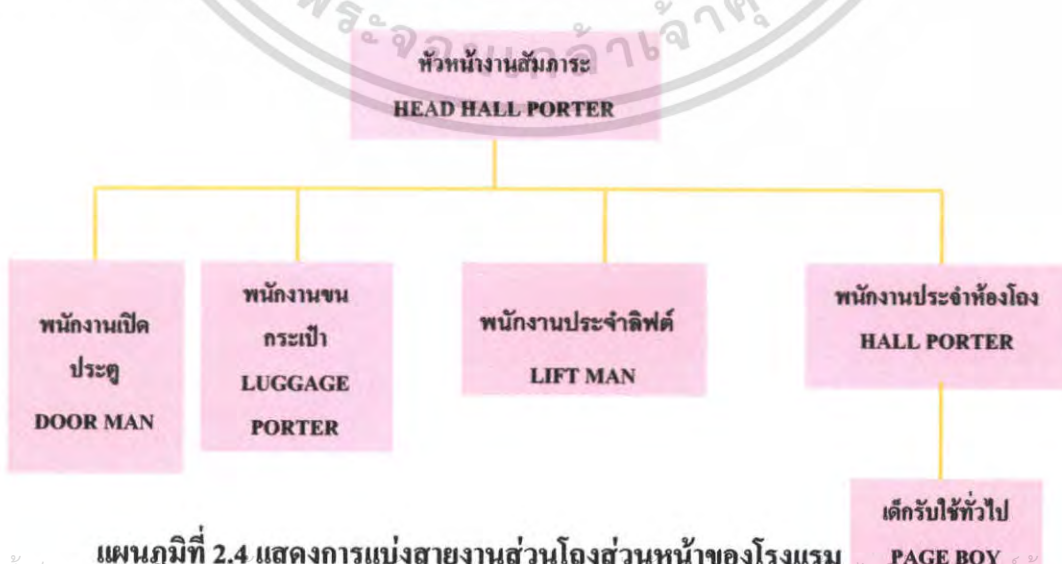 หัวหน้างานสัมภาระ
HEAD HALL PORTER
พนักงานเปิด
ประตู
DOOR MAN
พนักงานขน
กระเป๋า
LUGGAGE
PORTER
พนักงานประจำลิฟต์
LIFT MAN
พนักงานประจำห้องโถง
HALL PORTER
เด็กรับใช้ทั่วไป
PAGE BOY
แผนภูมิที่ 2.4 แสดงการแบ่งสายงานส่วนโถงส่วนหน้าของโรงแรม